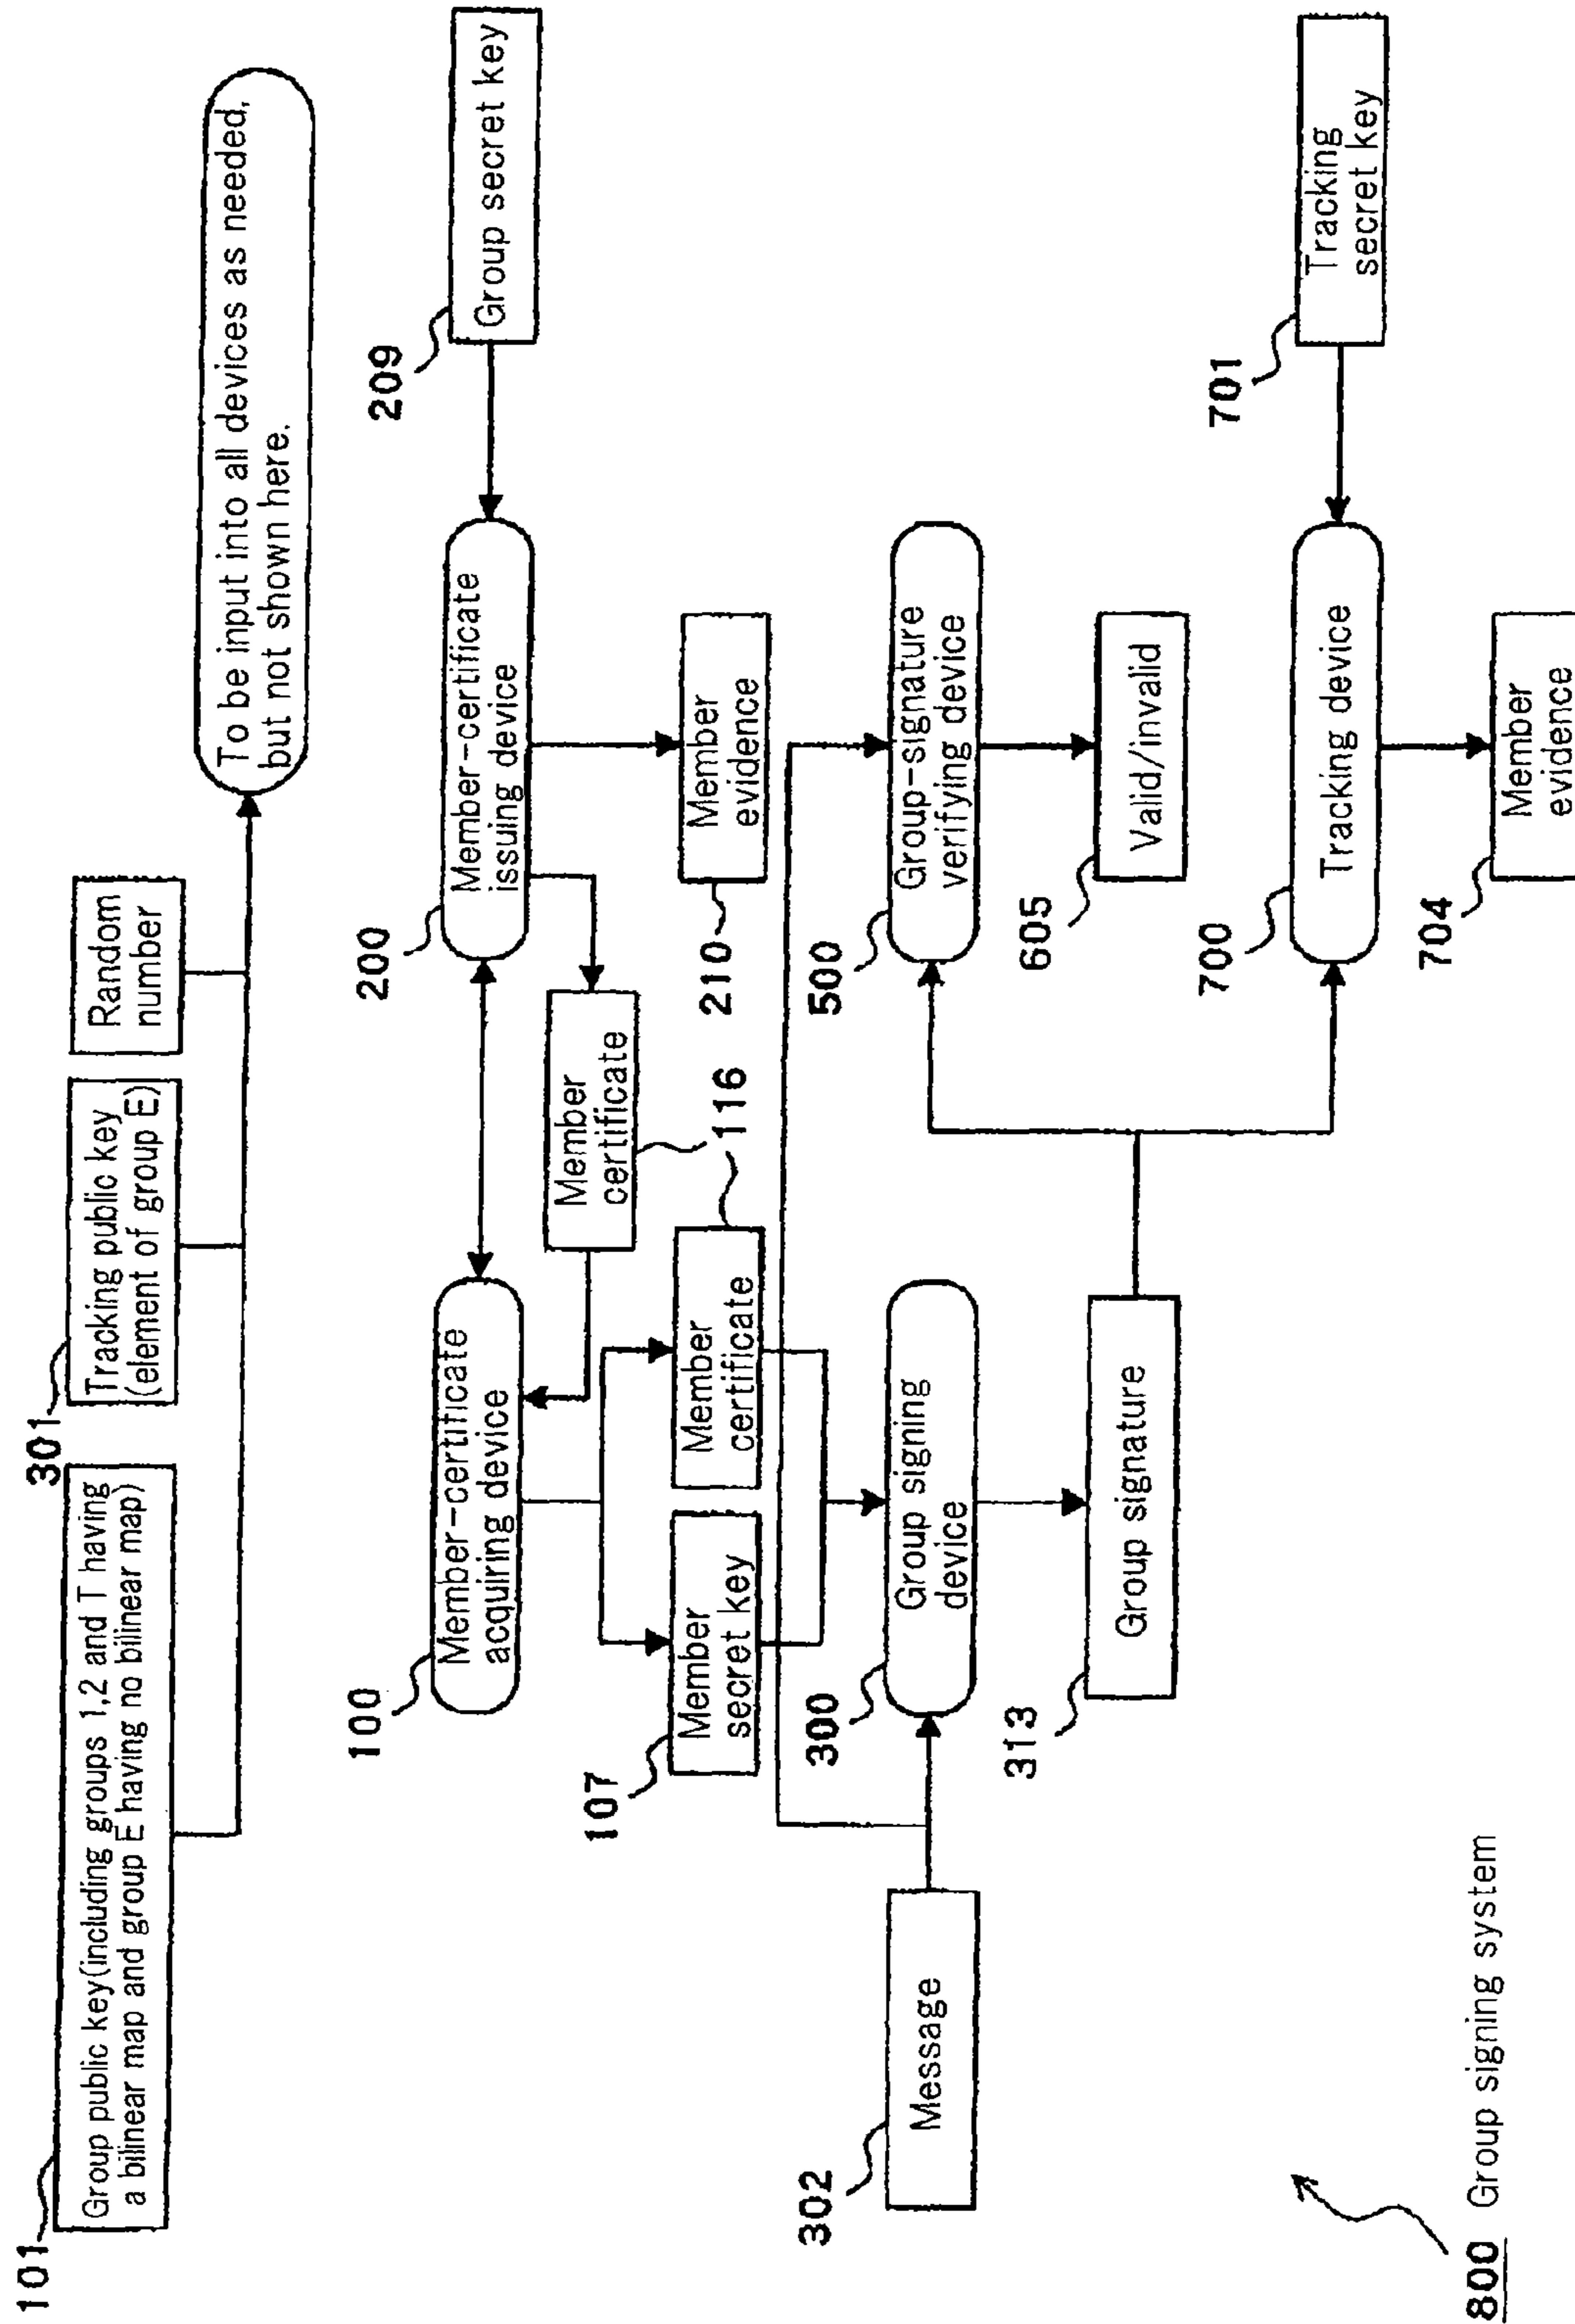 101
Group public key(including groups 1,2 and T having
a bilinear map and group E having no bilinear map)
301
Tracking public key
(element of group E)
Random
number
To be input into all devices as needed,
but not shown here.
100
Member-certificate
acquiring device
200
Member-certificate
issuing device
209
Group secret key
Member
certificate
116
107
Member
secret key
Member
certificate
210
Member
evidence
302
Message
300
Group signing
device
500
Group-signature
verifying device
313
Group signature
605
Valid/invalid
700
Tracking device
701
Tracking
secret key
704
Member
evidence
800 Group signing system